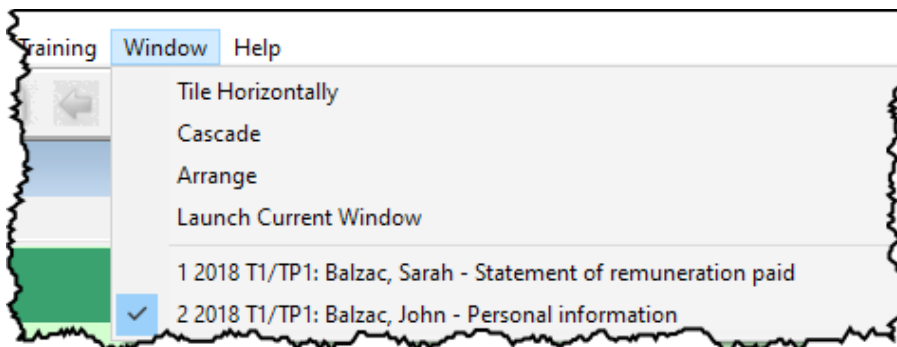 Training Window Help
Tile Horizontally
Cascade
Arrange
Launch Current Window
1 2018 T1/TP1: Balzac, Sarah - Statement of remuneration paid
2 2018 T1/TP1: Balzac, John - Personal information